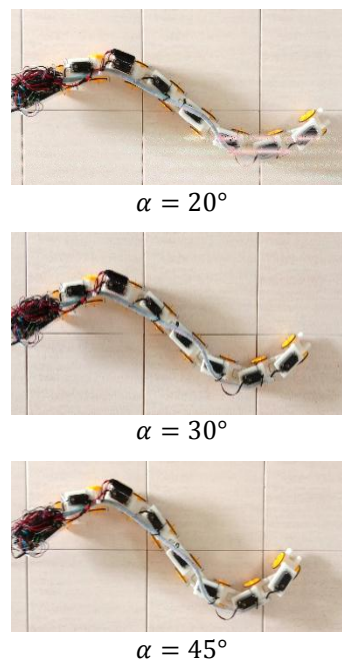 α = 20°
α = 30°
α = 45°